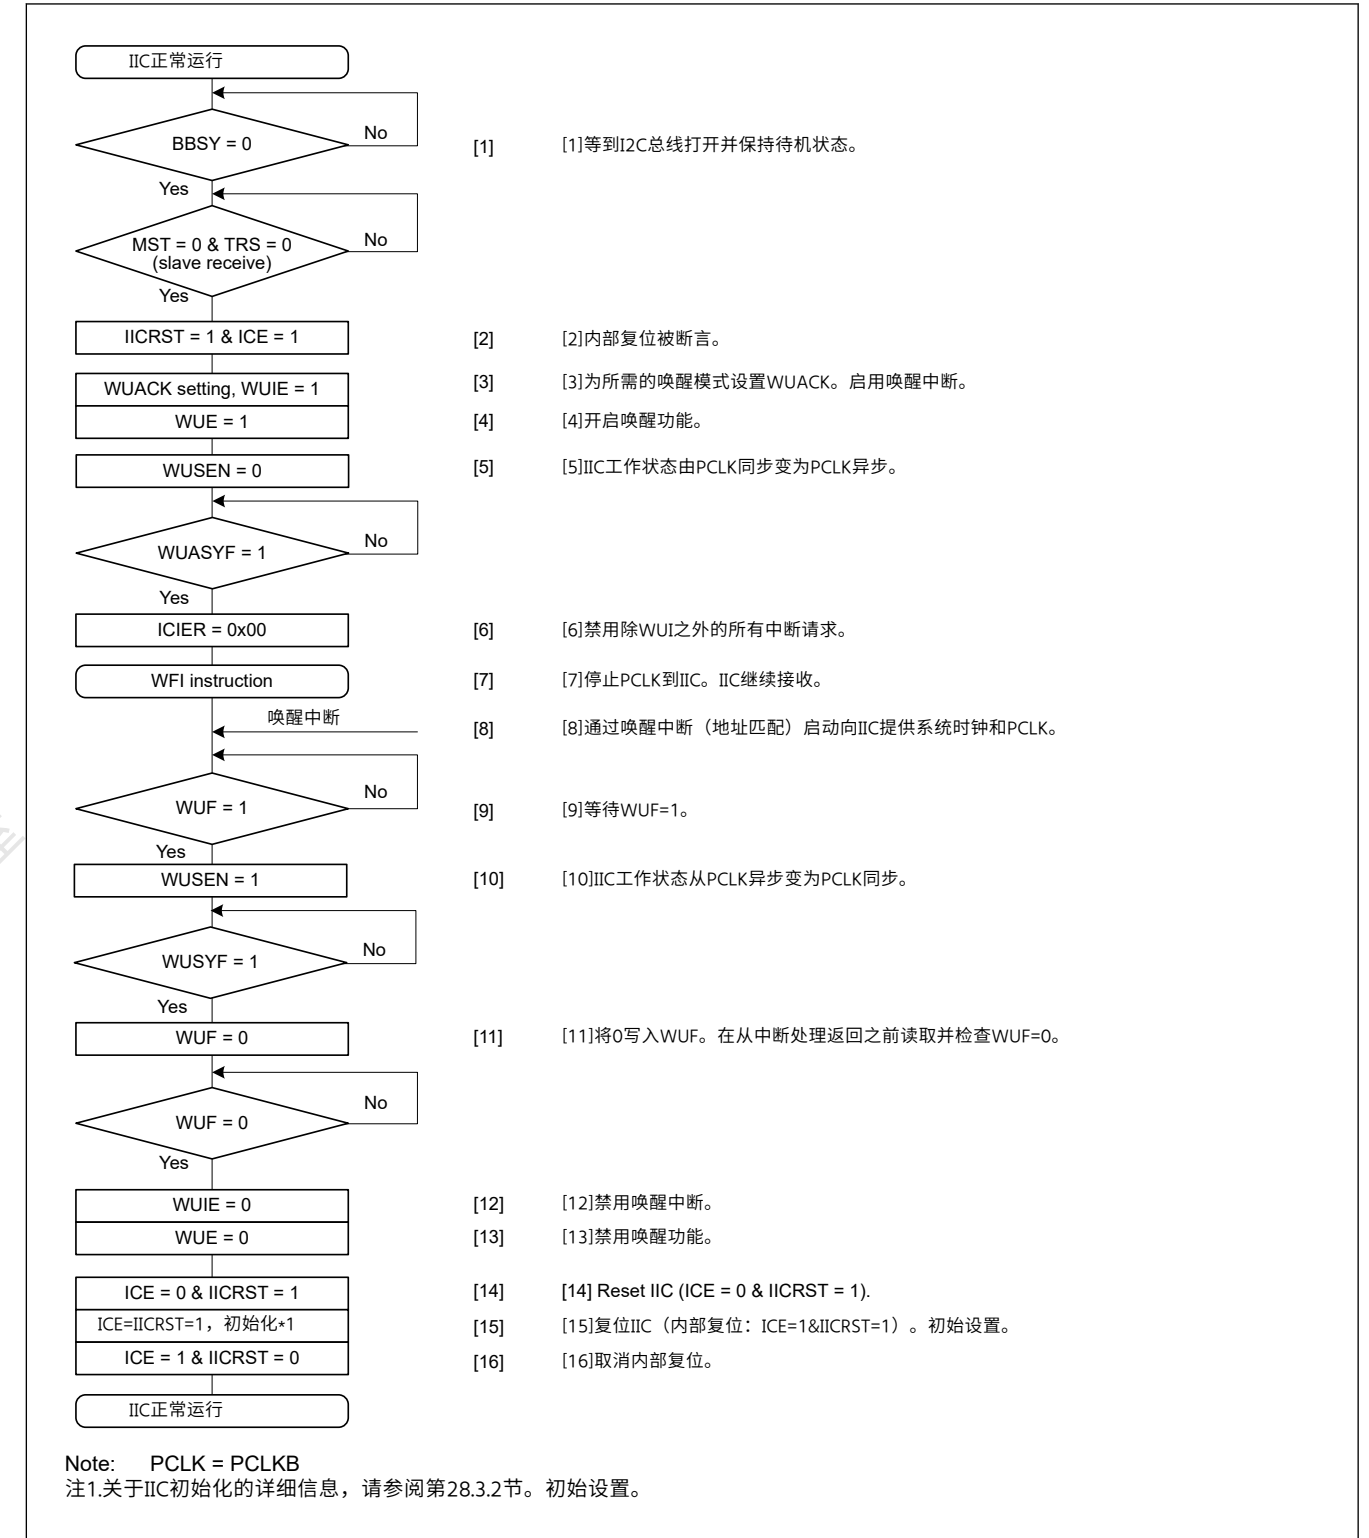 IIC正常运行
BBSY = 0
No
[1]
[1]等到I2C总线打开并保持待机状态。
Yes
MST = 0 & TRS = 0
(slave receive)
No
Yes
IICRST = 1 & ICE = 1
[2]
[2]内部复位被断言。
WUACK setting, WUIE = 1
[3]
[3]为所需的唤醒模式设置WUACK。启用唤醒中断。
WUE = 1
[4]
[4]开启唤醒功能。
WUSEN = 0
[5]
[5]IIC工作状态由PCLK同步变为PCLK异步。
WUASYF = 1
No
Yes
ICIER = 0x00
[6]
[6]禁用除WUI之外的所有中断请求。
WFI instruction
[7]
[7]停止PCLK到IIC。IIC继续接收。
唤醒中断
[8]
[8]通过唤醒中断（地址匹配）启动向IIC提供系统时钟和PCLK。
WUF = 1
No
[9]
[9]等待WUF=1。
Yes
WUSEN = 1
[10]
[10]IIC工作状态从PCLK异步变为PCLK同步。
WUSYF = 1
No
Yes
WUF = 0
[11]
[11]将0写入WUF。在从中断处理返回之前读取并检查WUF=0。
WUF = 0
No
Yes
WUIE = 0
[12]
[12]禁用唤醒中断。
WUE = 0
[13]
[13]禁用唤醒功能。
ICE = 0 & IICRST = 1
[14]
[14] Reset IIC (ICE = 0 & IICRST = 1).
ICE=IICRST=1，初始化*1
[15]
[15]复位IIC（内部复位：ICE=1&IICRST=1）。初始设置。
ICE = 1 & IICRST = 0
[16]
[16]取消内部复位。
IIC正常运行
Note: PCLK = PCLKB
注1.关于IIC初始化的详细信息，请参阅第28.3.2节。初始设置。